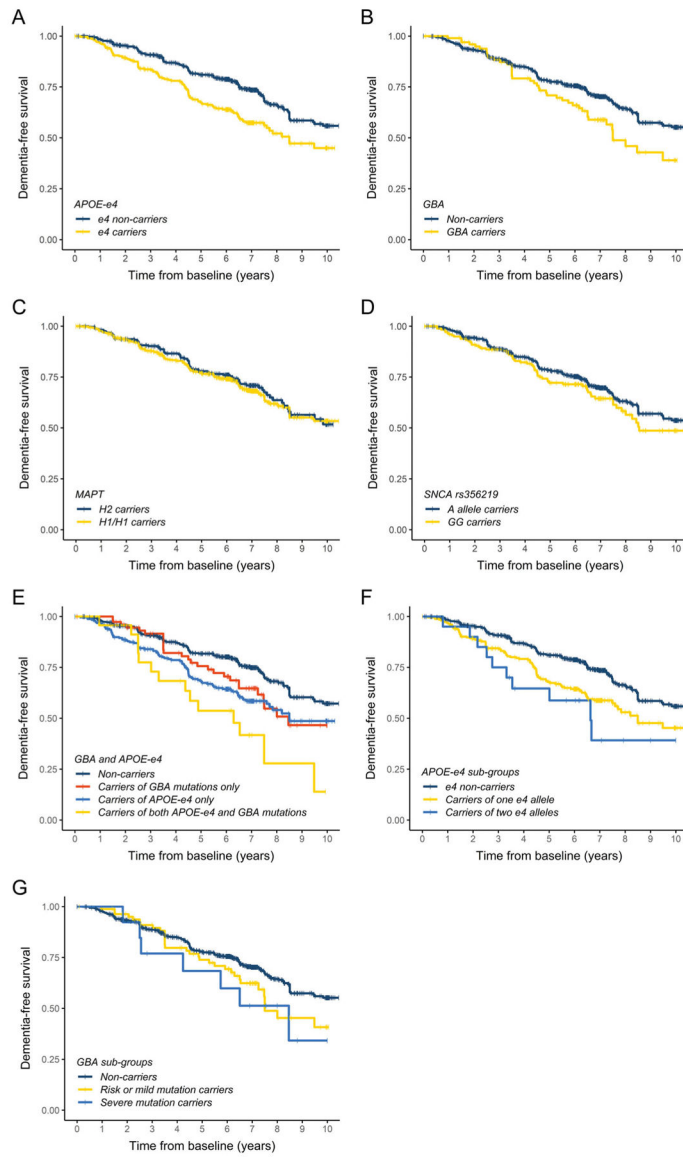 A
Dementia-free survival
1.00
0.75
0.50
0.25
0.00
APOE-e4
e4 non-carriers
e4 carriers
0 1 2 3 4 5 6 7 8 9 10
Time from baseline (years)
B
Dementia-free survival
1.00
0.75
0.50
0.25
0.00
GBA
Non-carriers
GBA carriers
0 1 2 3 4 5 6 7 8 9 10
Time from baseline (years)
C
Dementia-free survival
1.00
0.75
0.50
0.25
0.00
MAPT
H2 carriers
H1/H1 carriers
0 1 2 3 4 5 6 7 8 9 10
Time from baseline (years)
D
Dementia-free survival
1.00
0.75
0.50
0.25
0.00
SNCA rs356219
A allele carriers
GG carriers
0 1 2 3 4 5 6 7 8 9 10
Time from baseline (years)
E
Dementia-free survival
1.00
0.75
0.50
0.25
0.00
GBA and APOE-e4
Non-carriers
Carriers of GBA mutations only
Carriers of APOE-e4 only
Carriers of both APOE-e4 and GBA mutations
0 1 2 3 4 5 6 7 8 9 10
Time from baseline (years)
F
Dementia-free survival
1.00
0.75
0.50
0.25
0.00
APOE-e4 sub-groups
e4 non-carriers
Carriers of one e4 allele
Carriers of two e4 alleles
0 1 2 3 4 5 6 7 8 9 10
Time from baseline (years)
G
Dementia-free survival
1.00
0.75
0.50
0.25
0.00
GBA sub-groups
Non-carriers
Risk or mild mutation carriers
Severe mutation carriers
0 1 2 3 4 5 6 7 8 9 10
Time from baseline (years)